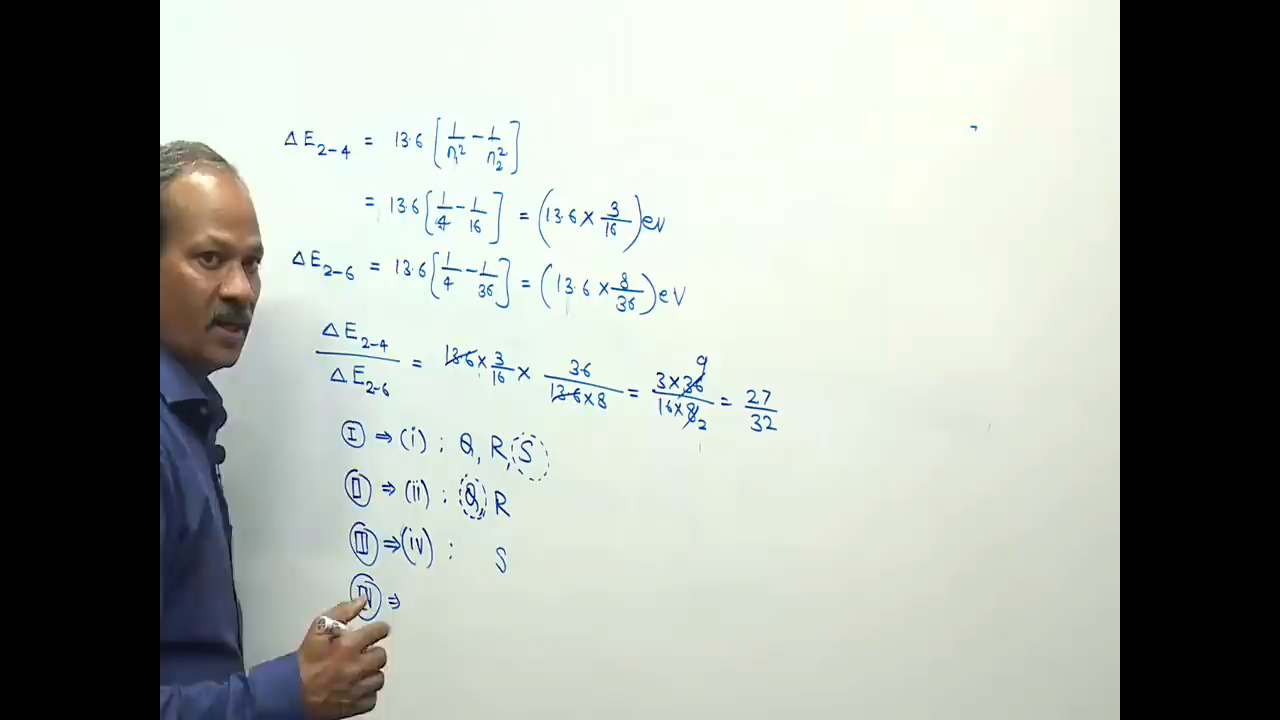 ΔE₂₋₄ = 13.6 [1/n₁² − 1/n₂²]
= 13.6 [1/4 − 1/16] = (13.6 × 3/16) eV
ΔE₂₋₆ = 13.6 [1/4 − 1/36] = (13.6 × 8/36) eV
ΔE₂₋₄/ΔE₂₋₆ = 13.6 × 3/16 × 36/(13.6 × 8) = (3 × 36 9)/(16 × 8 2) = 27/32
I ⇒ (i) ; Q, R, S
II ⇒ (ii) ; Q R
III ⇒ (iv) : S
IV ⇒